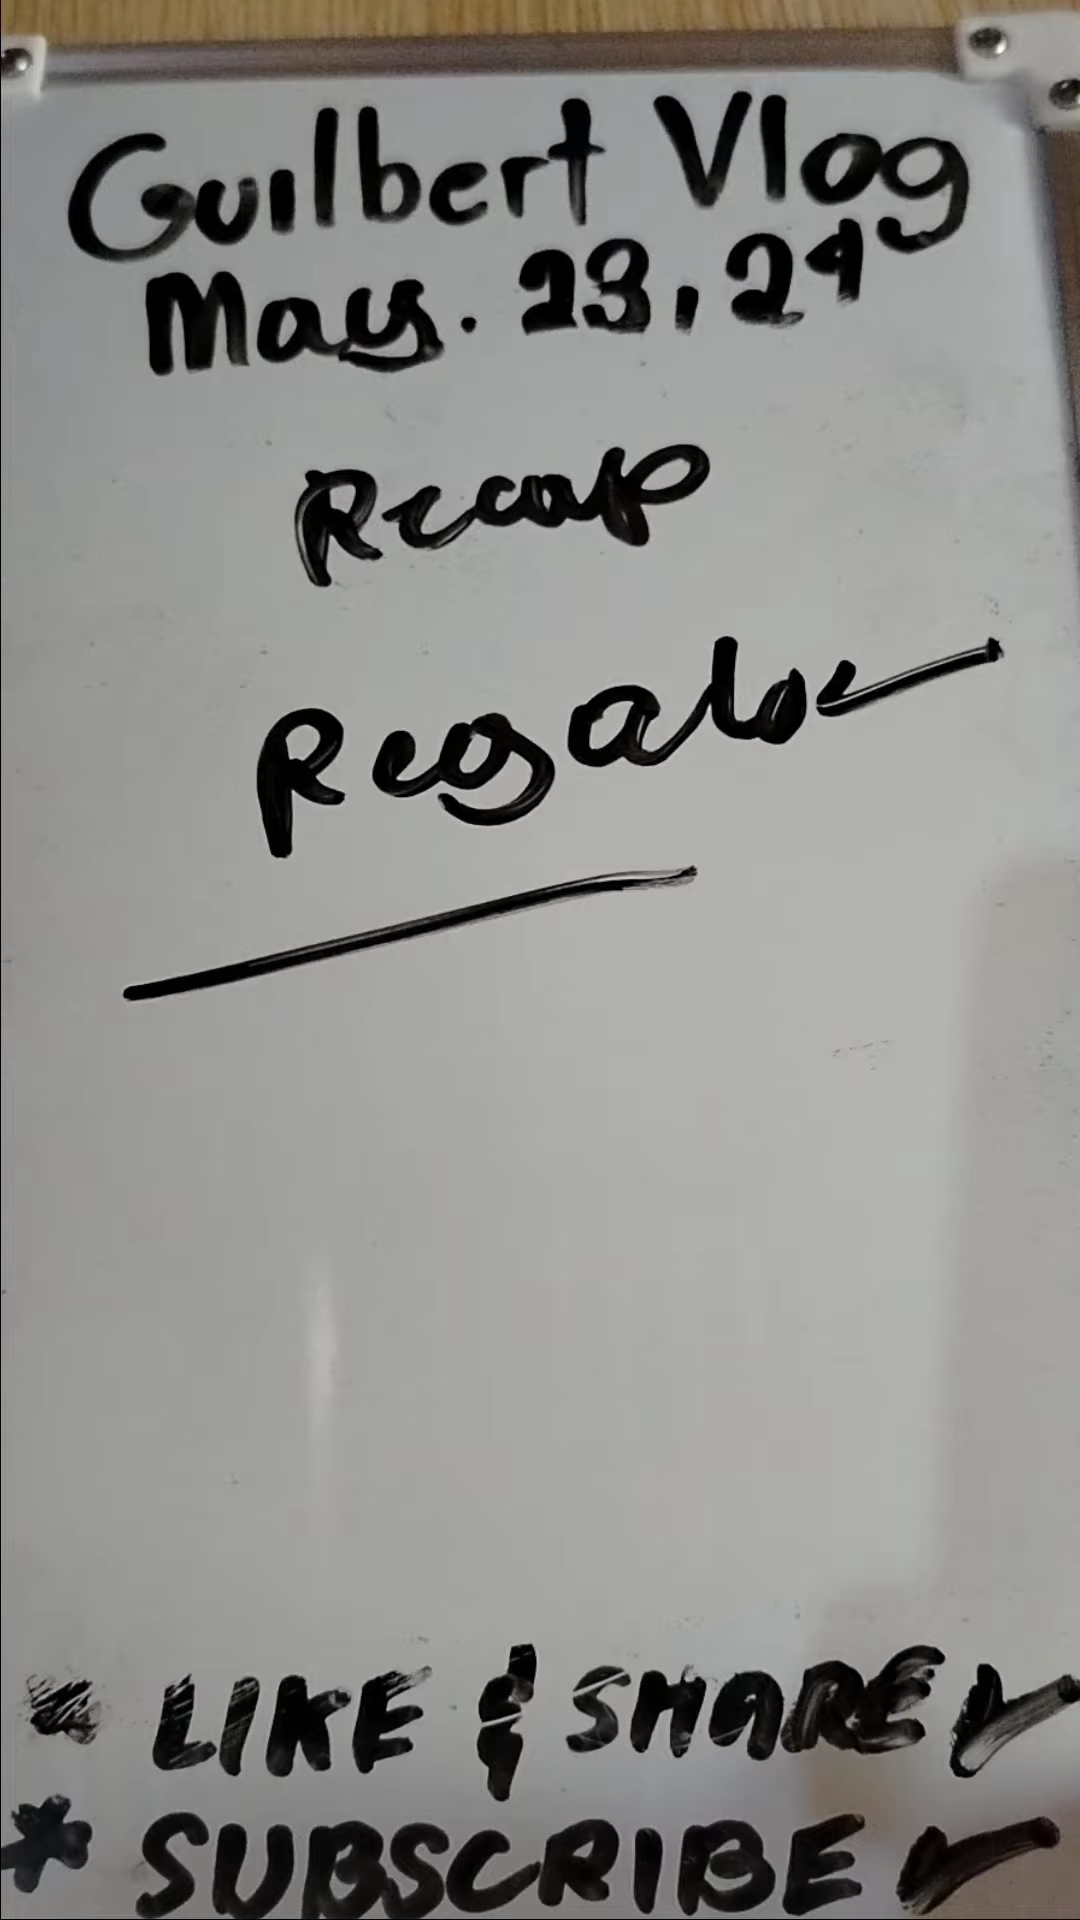 Guilbert Vlog
May. 23, 24
Recap
Regalo
* LIKE & SHARE ✓
* SUBSCRIBE ✓